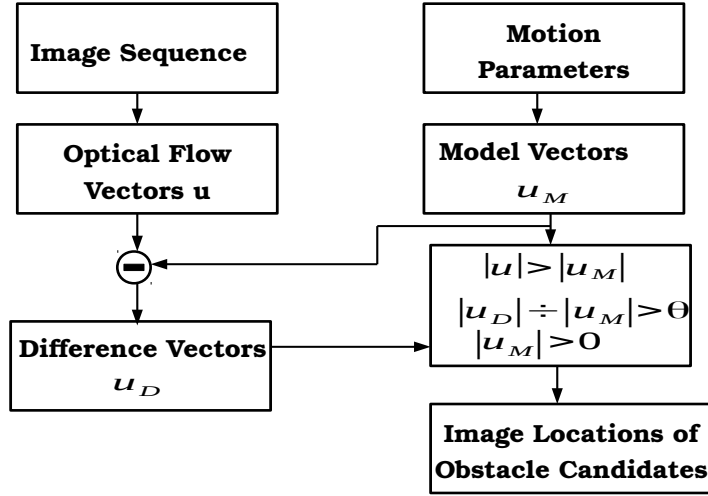 Image Sequence
Motion
Parameters
Optical Flow
Vectors u
Model Vectors
u_M
|u|>|u_M|
|u_D|÷|u_M|>Θ
|u_M|>0
Difference Vectors
u_D
Image Locations of
Obstacle Candidates